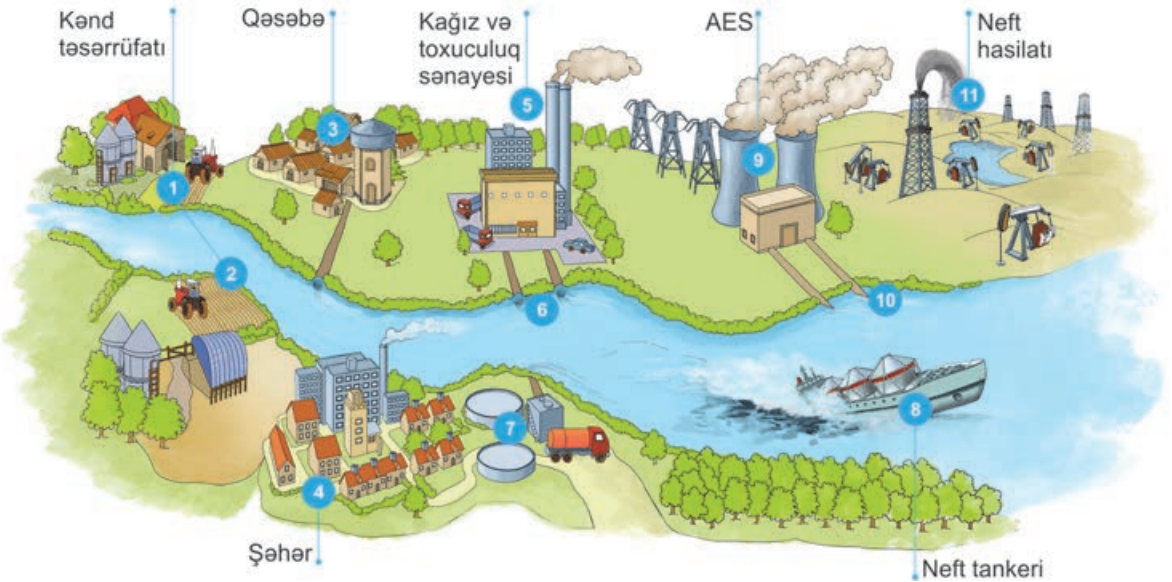 Kənd
təsərrüfatı
Qəsəbə
Kağız və
toxuculuq
sənayesi
AES
Neft
hasilatı
1
2
3
4
5
6
7
8
9
10
11
Şəhər
Neft tankeri